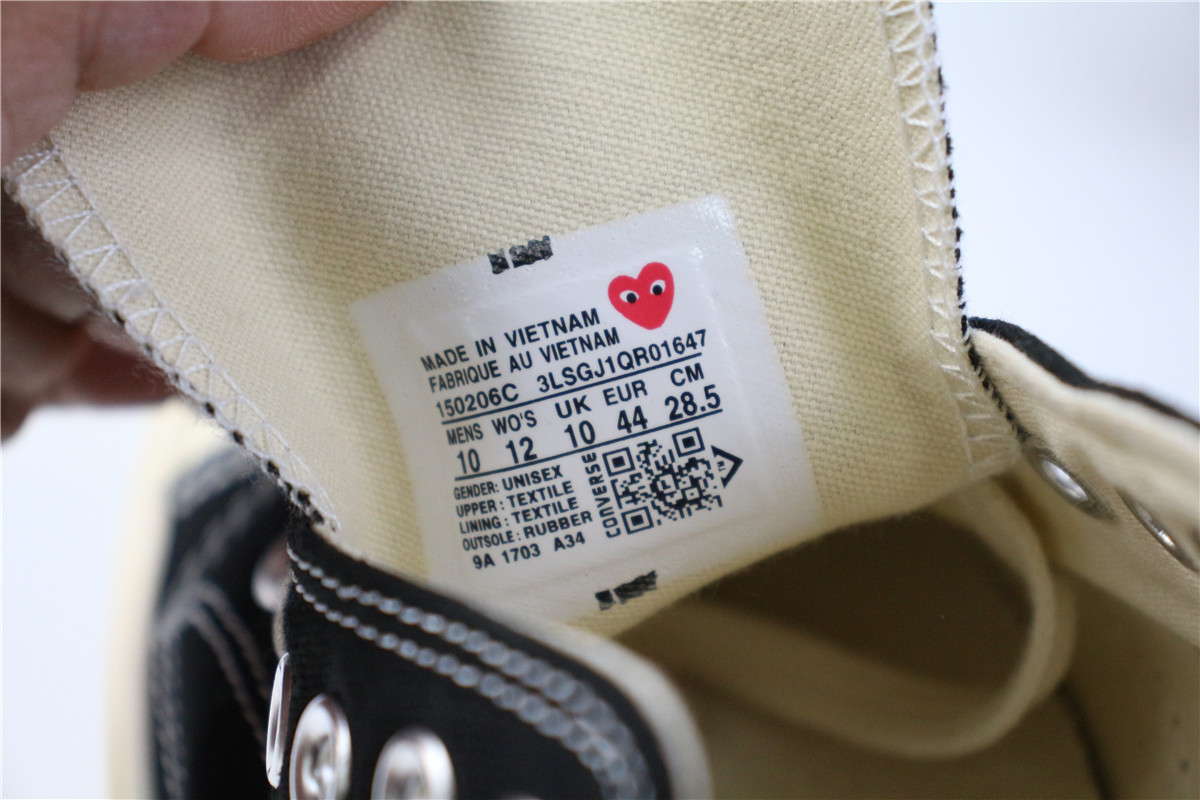 MADE IN VIETNAM
FABRIQUE AU VIETNAM
150206C 3LSGJ1QR01647
MENS WO'S UK EUR CM
10 12 10 44 28.5
GENDER: UNISEX
UPPER: TEXTILE
LINING: TEXTILE
OUTSOLE: RUBBER
9A 1703 A34
CONVERSE